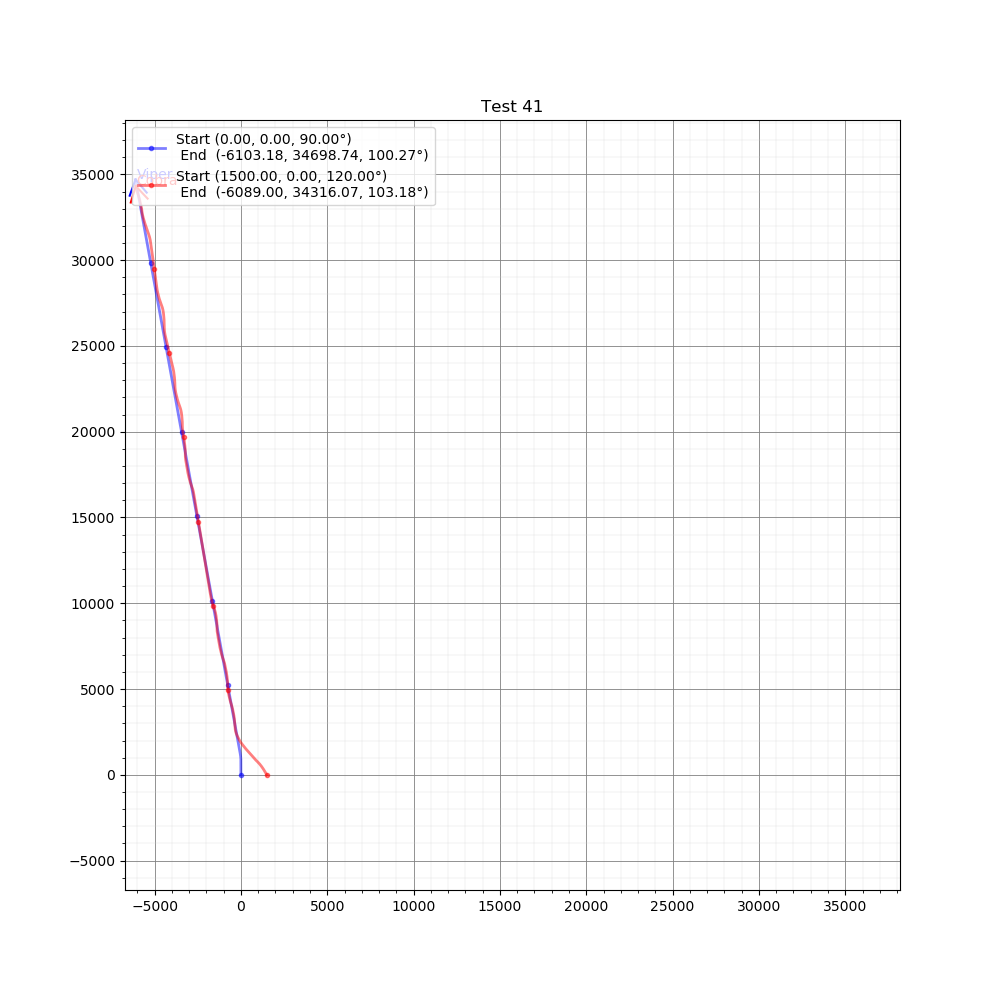 Test 41
Start (0.00, 0.00, 90.00°)
End (-6103.18, 34698.74, 100.27°)
Viper
Start (1500.00, 0.00, 120.00°)
End (-6089.00, 34316.07, 103.18°)
35000
30000
25000
20000
15000
10000
5000
0
−5000
−5000 0 5000 10000 15000 20000 25000 30000 35000